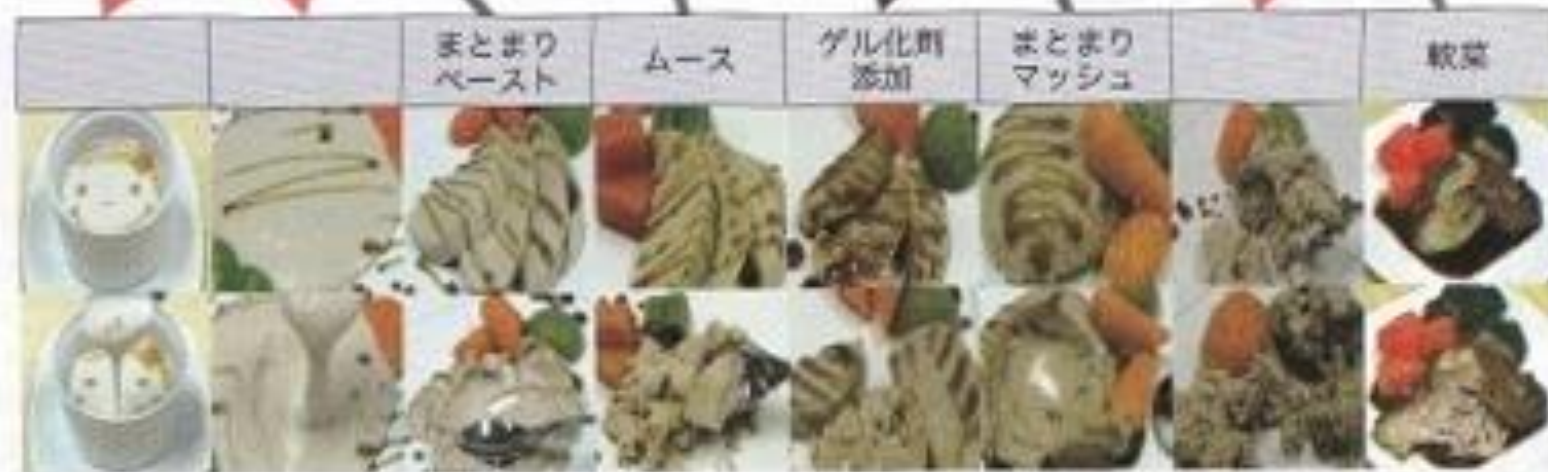 まとまり
ペースト
ムース
ゲル化剤
添加
まとまり
マッシュ
軟菜